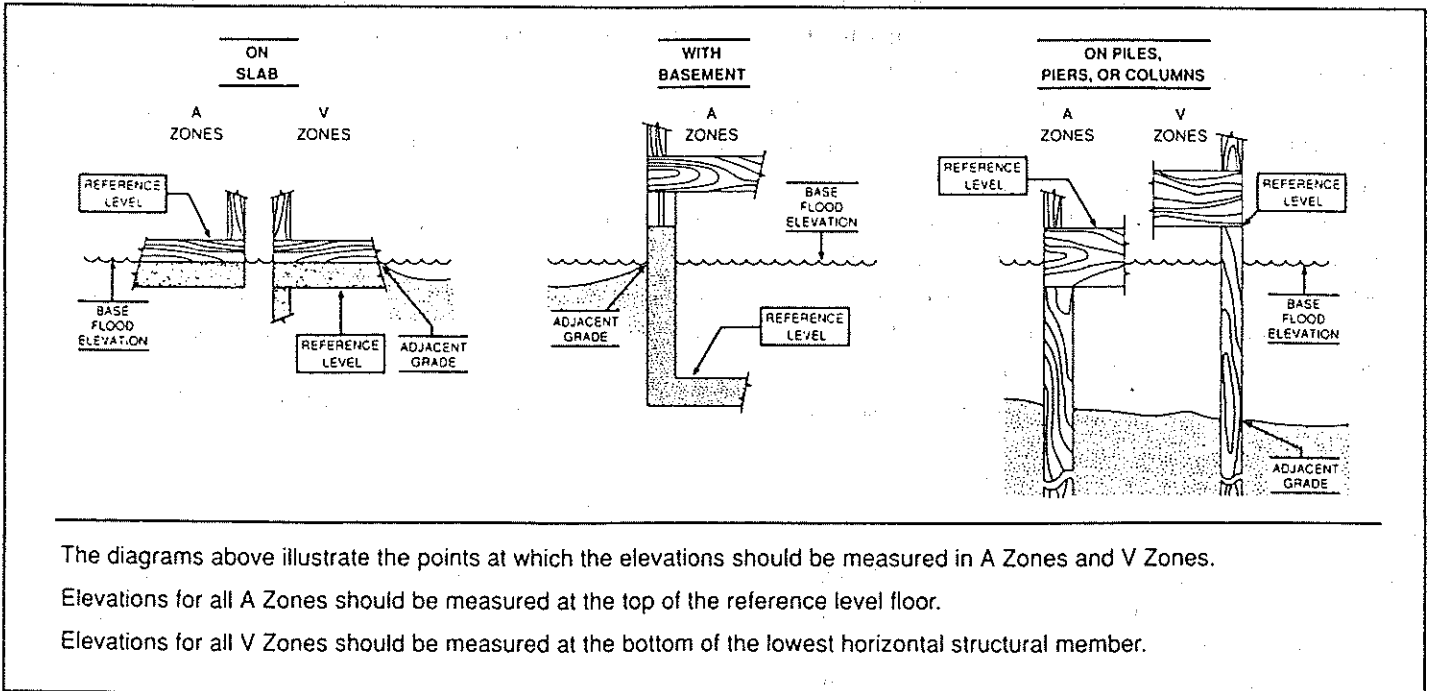 ON
SLAB
A
ZONES
V
ZONES
REFERENCE
LEVEL
BASE
FLOOD
ELEVATION
REFERENCE
LEVEL
ADJACENT
GRADE
WITH
BASEMENT
A
ZONES
BASE
FLOOD
ELEVATION
ADJACENT
GRADE
REFERENCE
LEVEL
ON PILES,
PIERS, OR COLUMNS
A
ZONES
V
ZONES
REFERENCE
LEVEL
REFERENCE
LEVEL
BASE
FLOOD
ELEVATION
ADJACENT
GRADE
The diagrams above illustrate the points at which the elevations should be measured in A Zones and V Zones.
Elevations for all A Zones should be measured at the top of the reference level floor.
Elevations for all V Zones should be measured at the bottom of the lowest horizontal structural member.